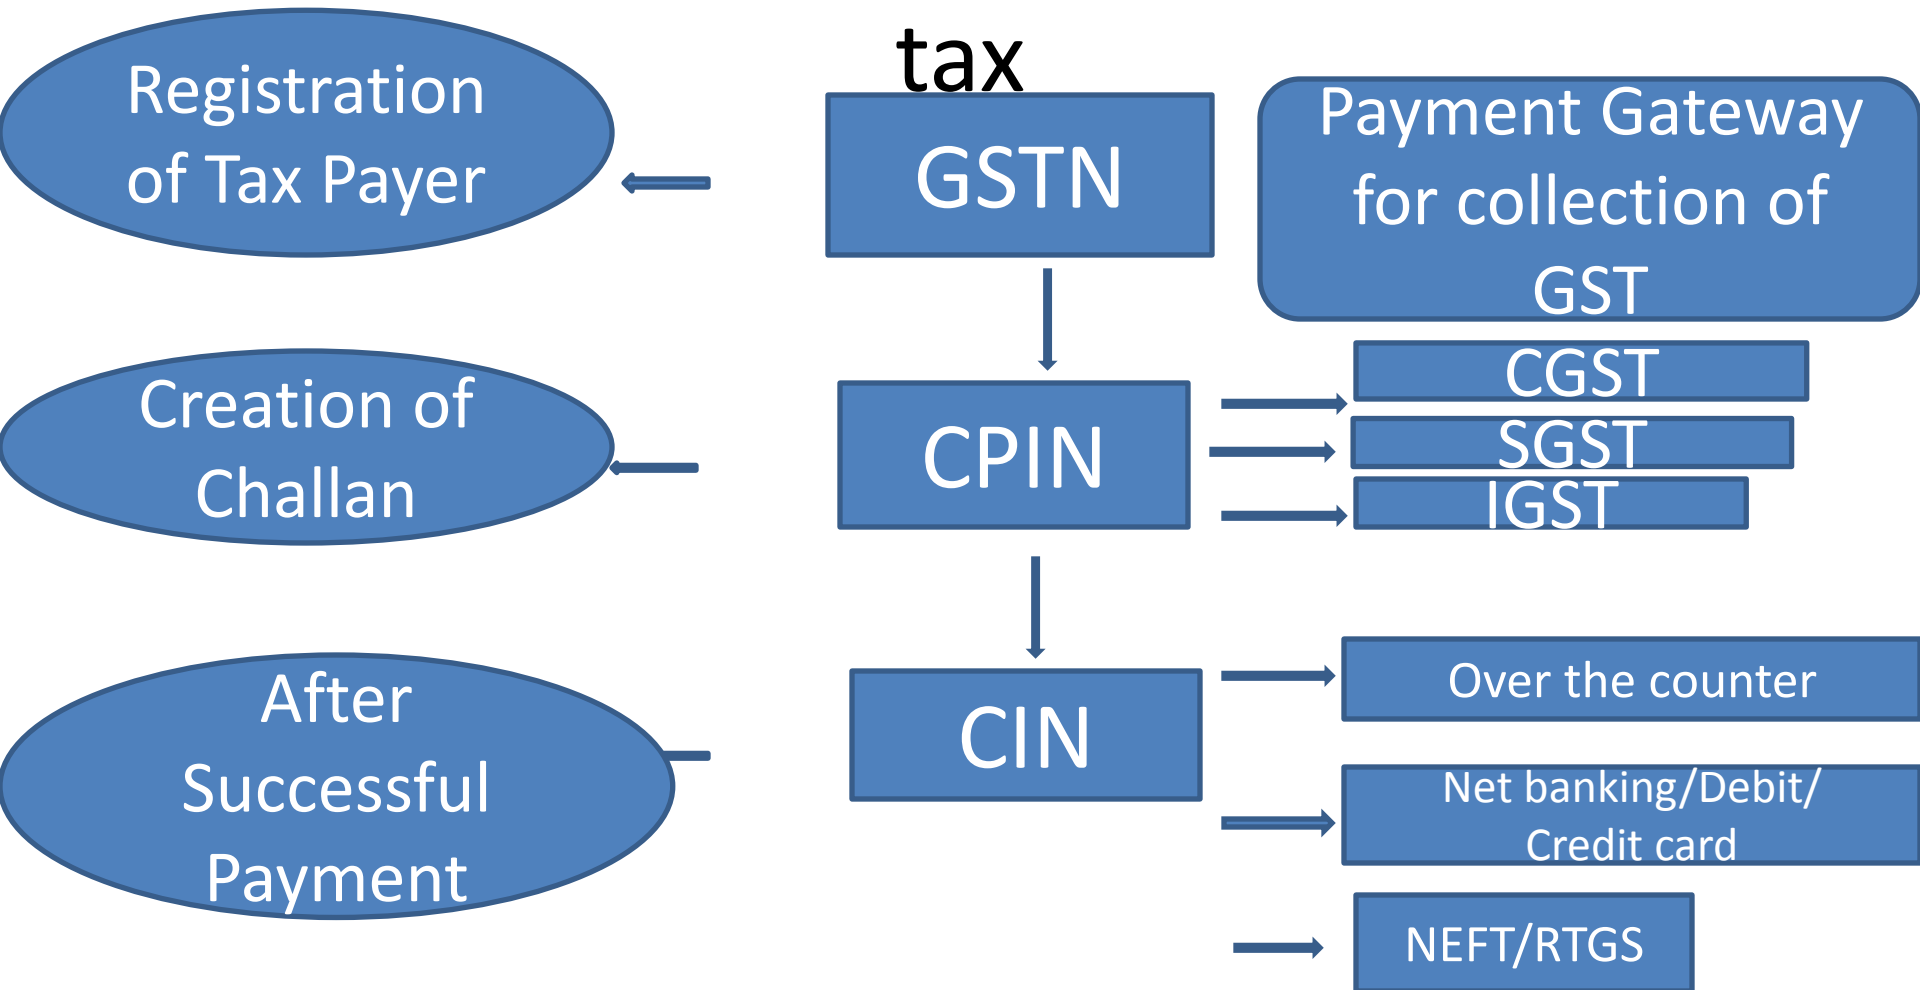 tax
Registration
of Tax Payer
GSTN
Payment Gateway
for collection of
GST
Creation of
Challan
CPIN
CGST
SGST
IGST
After
Successful
Payment
CIN
Over the counter
Net banking/Debit/
Credit card
NEFT/RTGS